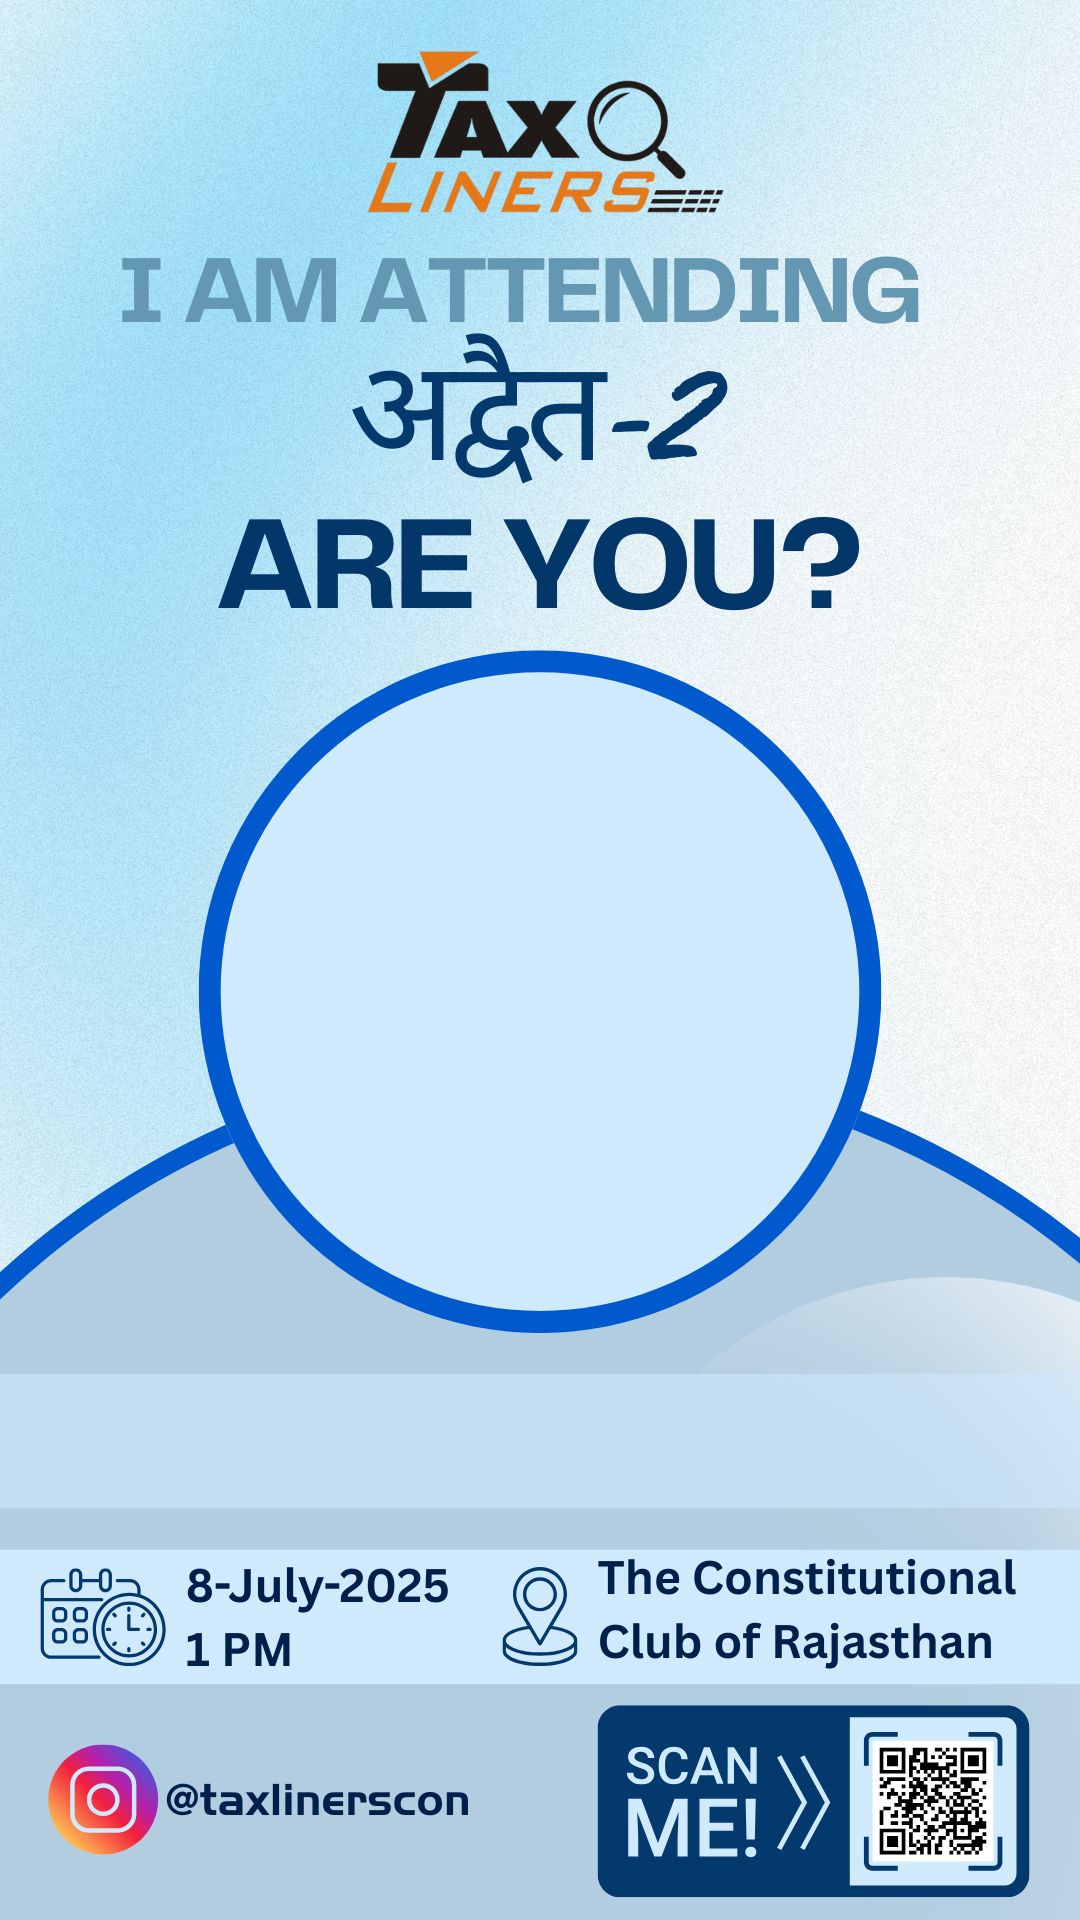 TAX
LINERS
I AM ATTENDING
अद्वैत-2
ARE YOU?
8-July-2025
1 PM
The Constitutional
Club of Rajasthan
@taxlinerscon
SCAN
ME!